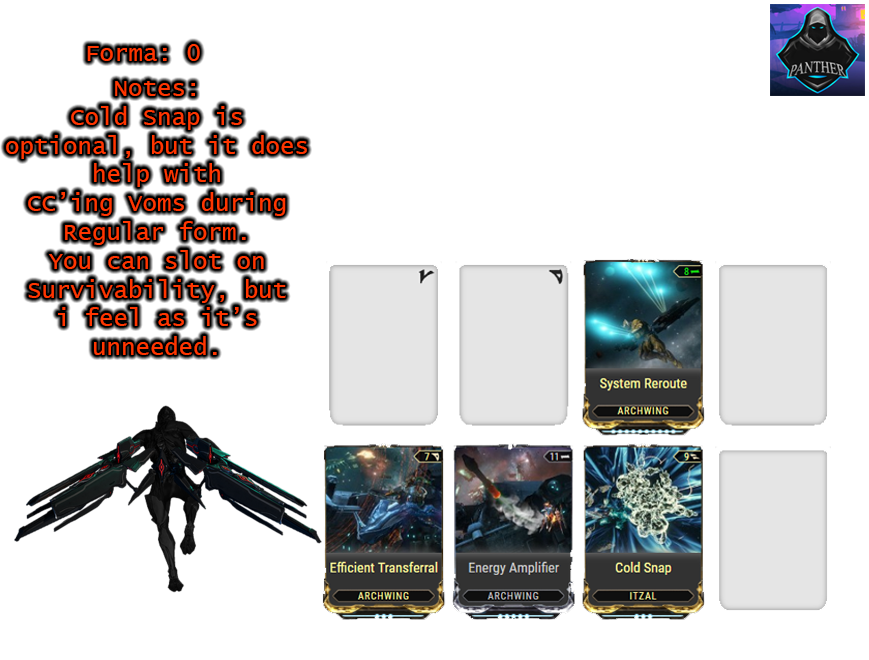 Forma: 0
Notes:
Cold Snap is
optional, but it does
help with
CC’ing Voms during
Regular form.
You can slot on
Survivability, but
i feel as it’s
unneeded.
PANTHER
8
System Reroute
ARCHWING
7
Efficient Transferral
ARCHWING
11
Energy Amplifier
ARCHWING
9
Cold Snap
ITZAL